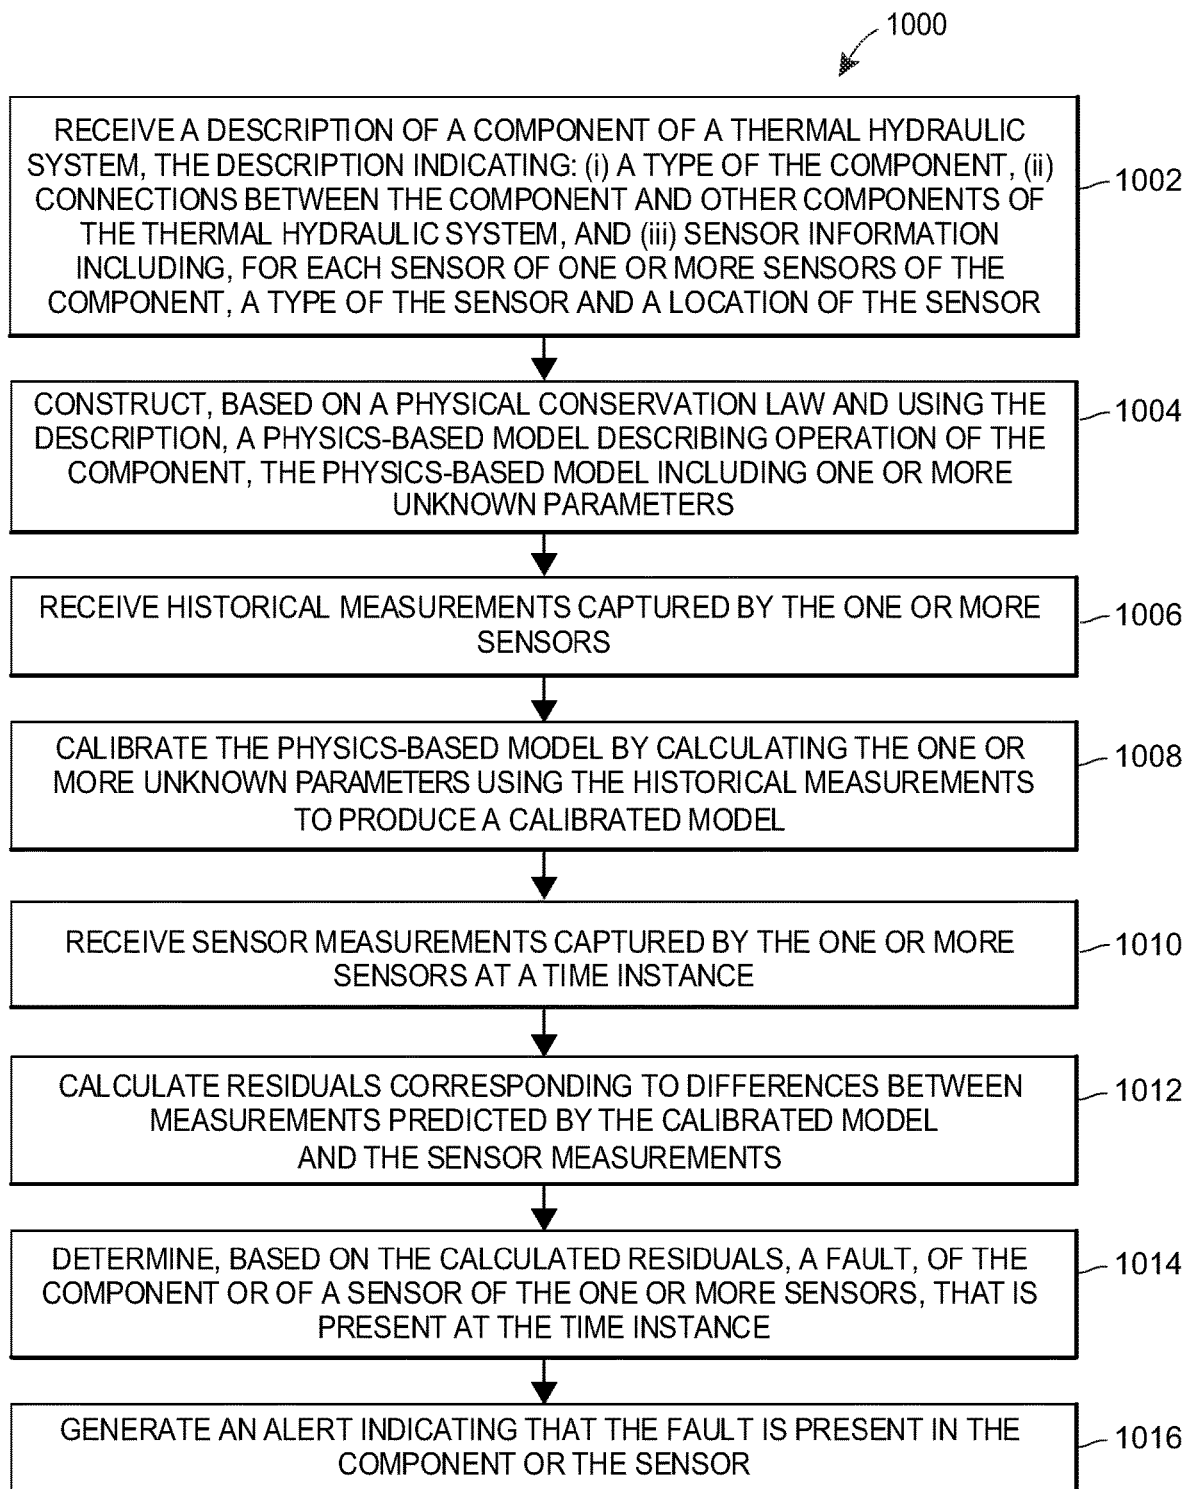 1000
RECEIVE A DESCRIPTION OF A COMPONENT OF A THERMAL HYDRAULIC
SYSTEM, THE DESCRIPTION INDICATING: (i) A TYPE OF THE COMPONENT, (ii)
CONNECTIONS BETWEEN THE COMPONENT AND OTHER COMPONENTS OF
THE THERMAL HYDRAULIC SYSTEM, AND (iii) SENSOR INFORMATION
INCLUDING, FOR EACH SENSOR OF ONE OR MORE SENSORS OF THE
COMPONENT, A TYPE OF THE SENSOR AND A LOCATION OF THE SENSOR
1002
CONSTRUCT, BASED ON A PHYSICAL CONSERVATION LAW AND USING THE
DESCRIPTION, A PHYSICS-BASED MODEL DESCRIBING OPERATION OF THE
COMPONENT, THE PHYSICS-BASED MODEL INCLUDING ONE OR MORE
UNKNOWN PARAMETERS
1004
RECEIVE HISTORICAL MEASUREMENTS CAPTURED BY THE ONE OR MORE
SENSORS
1006
CALIBRATE THE PHYSICS-BASED MODEL BY CALCULATING THE ONE OR
MORE UNKNOWN PARAMETERS USING THE HISTORICAL MEASUREMENTS
TO PRODUCE A CALIBRATED MODEL
1008
RECEIVE SENSOR MEASUREMENTS CAPTURED BY THE ONE OR MORE
SENSORS AT A TIME INSTANCE
1010
CALCULATE RESIDUALS CORRESPONDING TO DIFFERENCES BETWEEN
MEASUREMENTS PREDICTED BY THE CALIBRATED MODEL
AND THE SENSOR MEASUREMENTS
1012
DETERMINE, BASED ON THE CALCULATED RESIDUALS, A FAULT, OF THE
COMPONENT OR OF A SENSOR OF THE ONE OR MORE SENSORS, THAT IS
PRESENT AT THE TIME INSTANCE
1014
GENERATE AN ALERT INDICATING THAT THE FAULT IS PRESENT IN THE
COMPONENT OR THE SENSOR
1016